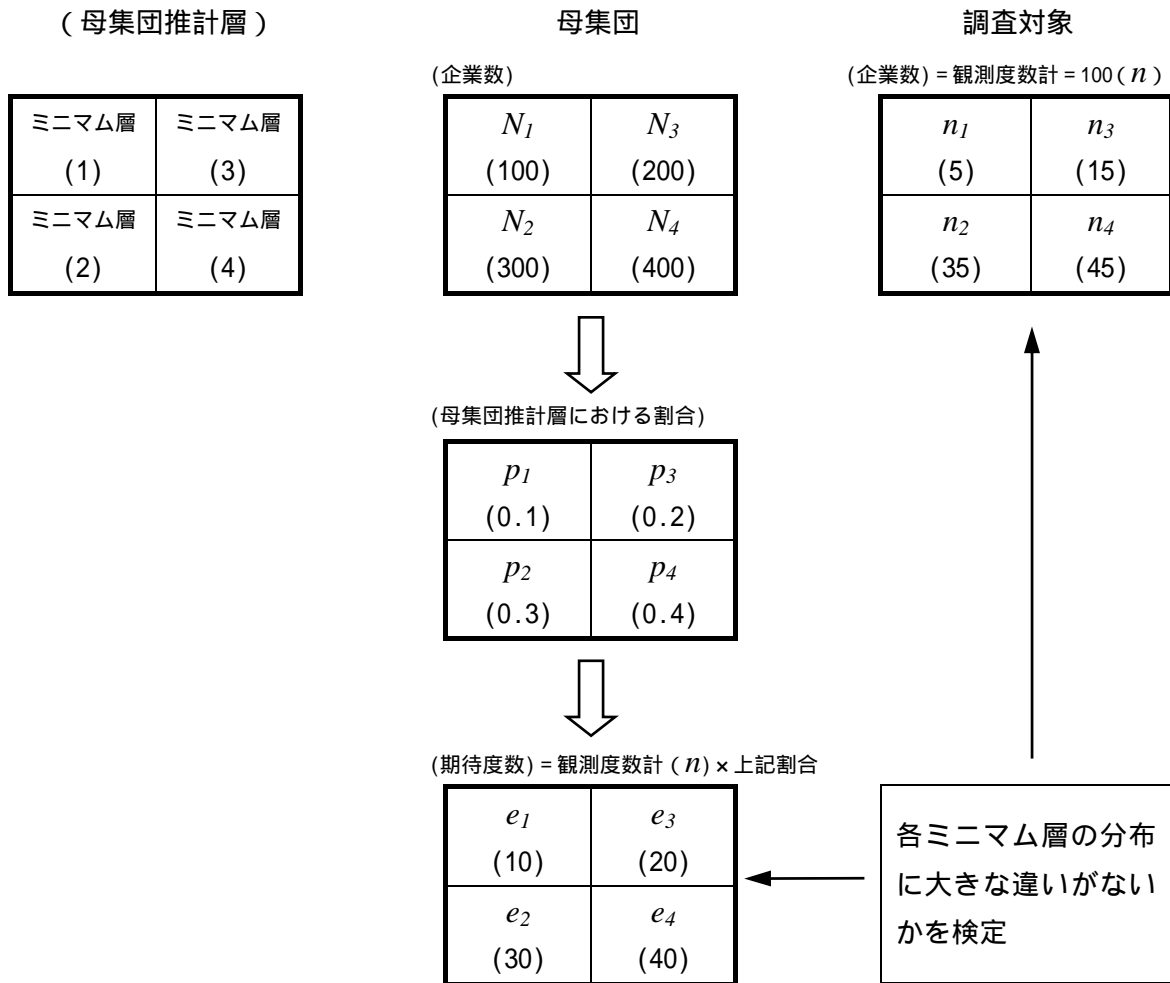 （母集団推計層） 母集団 調査対象
(企業数) (企業数) = 観測度数計 = 100 ( n )
ミニマム層 ミニマム層 N1 N3 n1 n3
(1) (3) (100) (200) (5) (15)
ミニマム層 ミニマム層 N2 N4 n2 n4
(2) (4) (300) (400) (35) (45)
(母集団推計層における割合)
p1 p3
(0.1) (0.2)
p2 p4
(0.3) (0.4)
(期待度数) = 観測度数計 ( n ) × 上記割合
e1 e3
(10) (20)
e2 e4
(30) (40)
各ミニマム層の分布
に大きな違いがない
かを検定